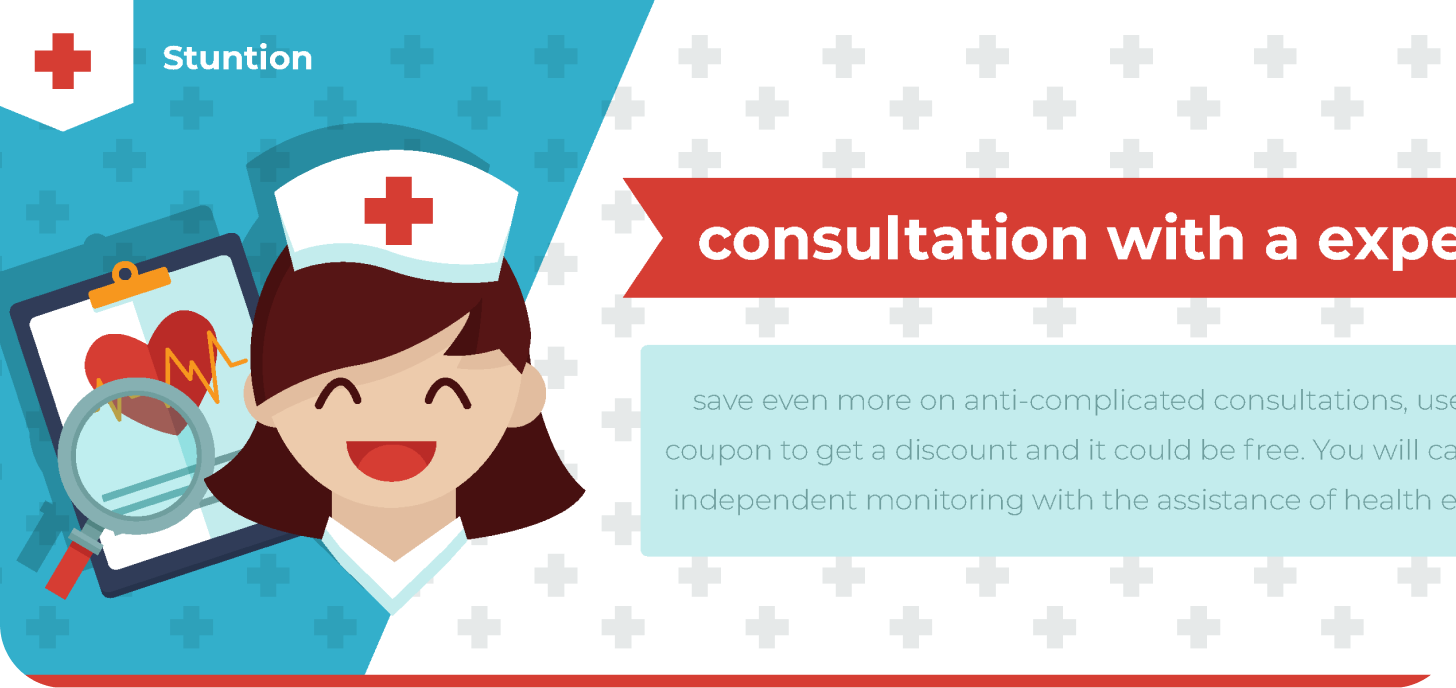 Stuntion
consultation with a expe
save even more on anti-complicated consultations, use
coupon to get a discount and it could be free. You will ca
independent monitoring with the assistance of health e